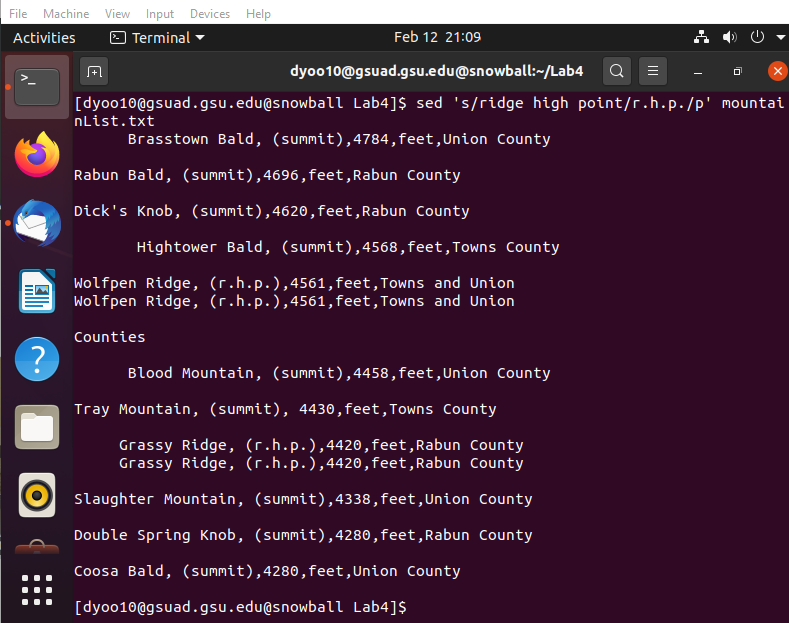 File Machine View Input Devices Help
Activities Terminal Feb 12 21:09
dyoo10@gsuad.gsu.edu@snowball:~/Lab4
[dyoo10@gsuad.gsu.edu@snowball Lab4]$ sed 's/ridge high point/r.h.p./p' mountai
nList.txt
Brasstown Bald, (summit),4784,feet,Union County
Rabun Bald, (summit),4696,feet,Rabun County
Dick's Knob, (summit),4620,feet,Rabun County
Hightower Bald, (summit),4568,feet,Towns County
Wolfpen Ridge, (r.h.p.),4561,feet,Towns and Union
Wolfpen Ridge, (r.h.p.),4561,feet,Towns and Union
Counties
Blood Mountain, (summit),4458,feet,Union County
Tray Mountain, (summit), 4430,feet,Towns County
Grassy Ridge, (r.h.p.),4420,feet,Rabun County
Grassy Ridge, (r.h.p.),4420,feet,Rabun County
Slaughter Mountain, (summit),4338,feet,Union County
Double Spring Knob, (summit),4280,feet,Rabun County
Coosa Bald, (summit),4280,feet,Union County
[dyoo10@gsuad.gsu.edu@snowball Lab4]$